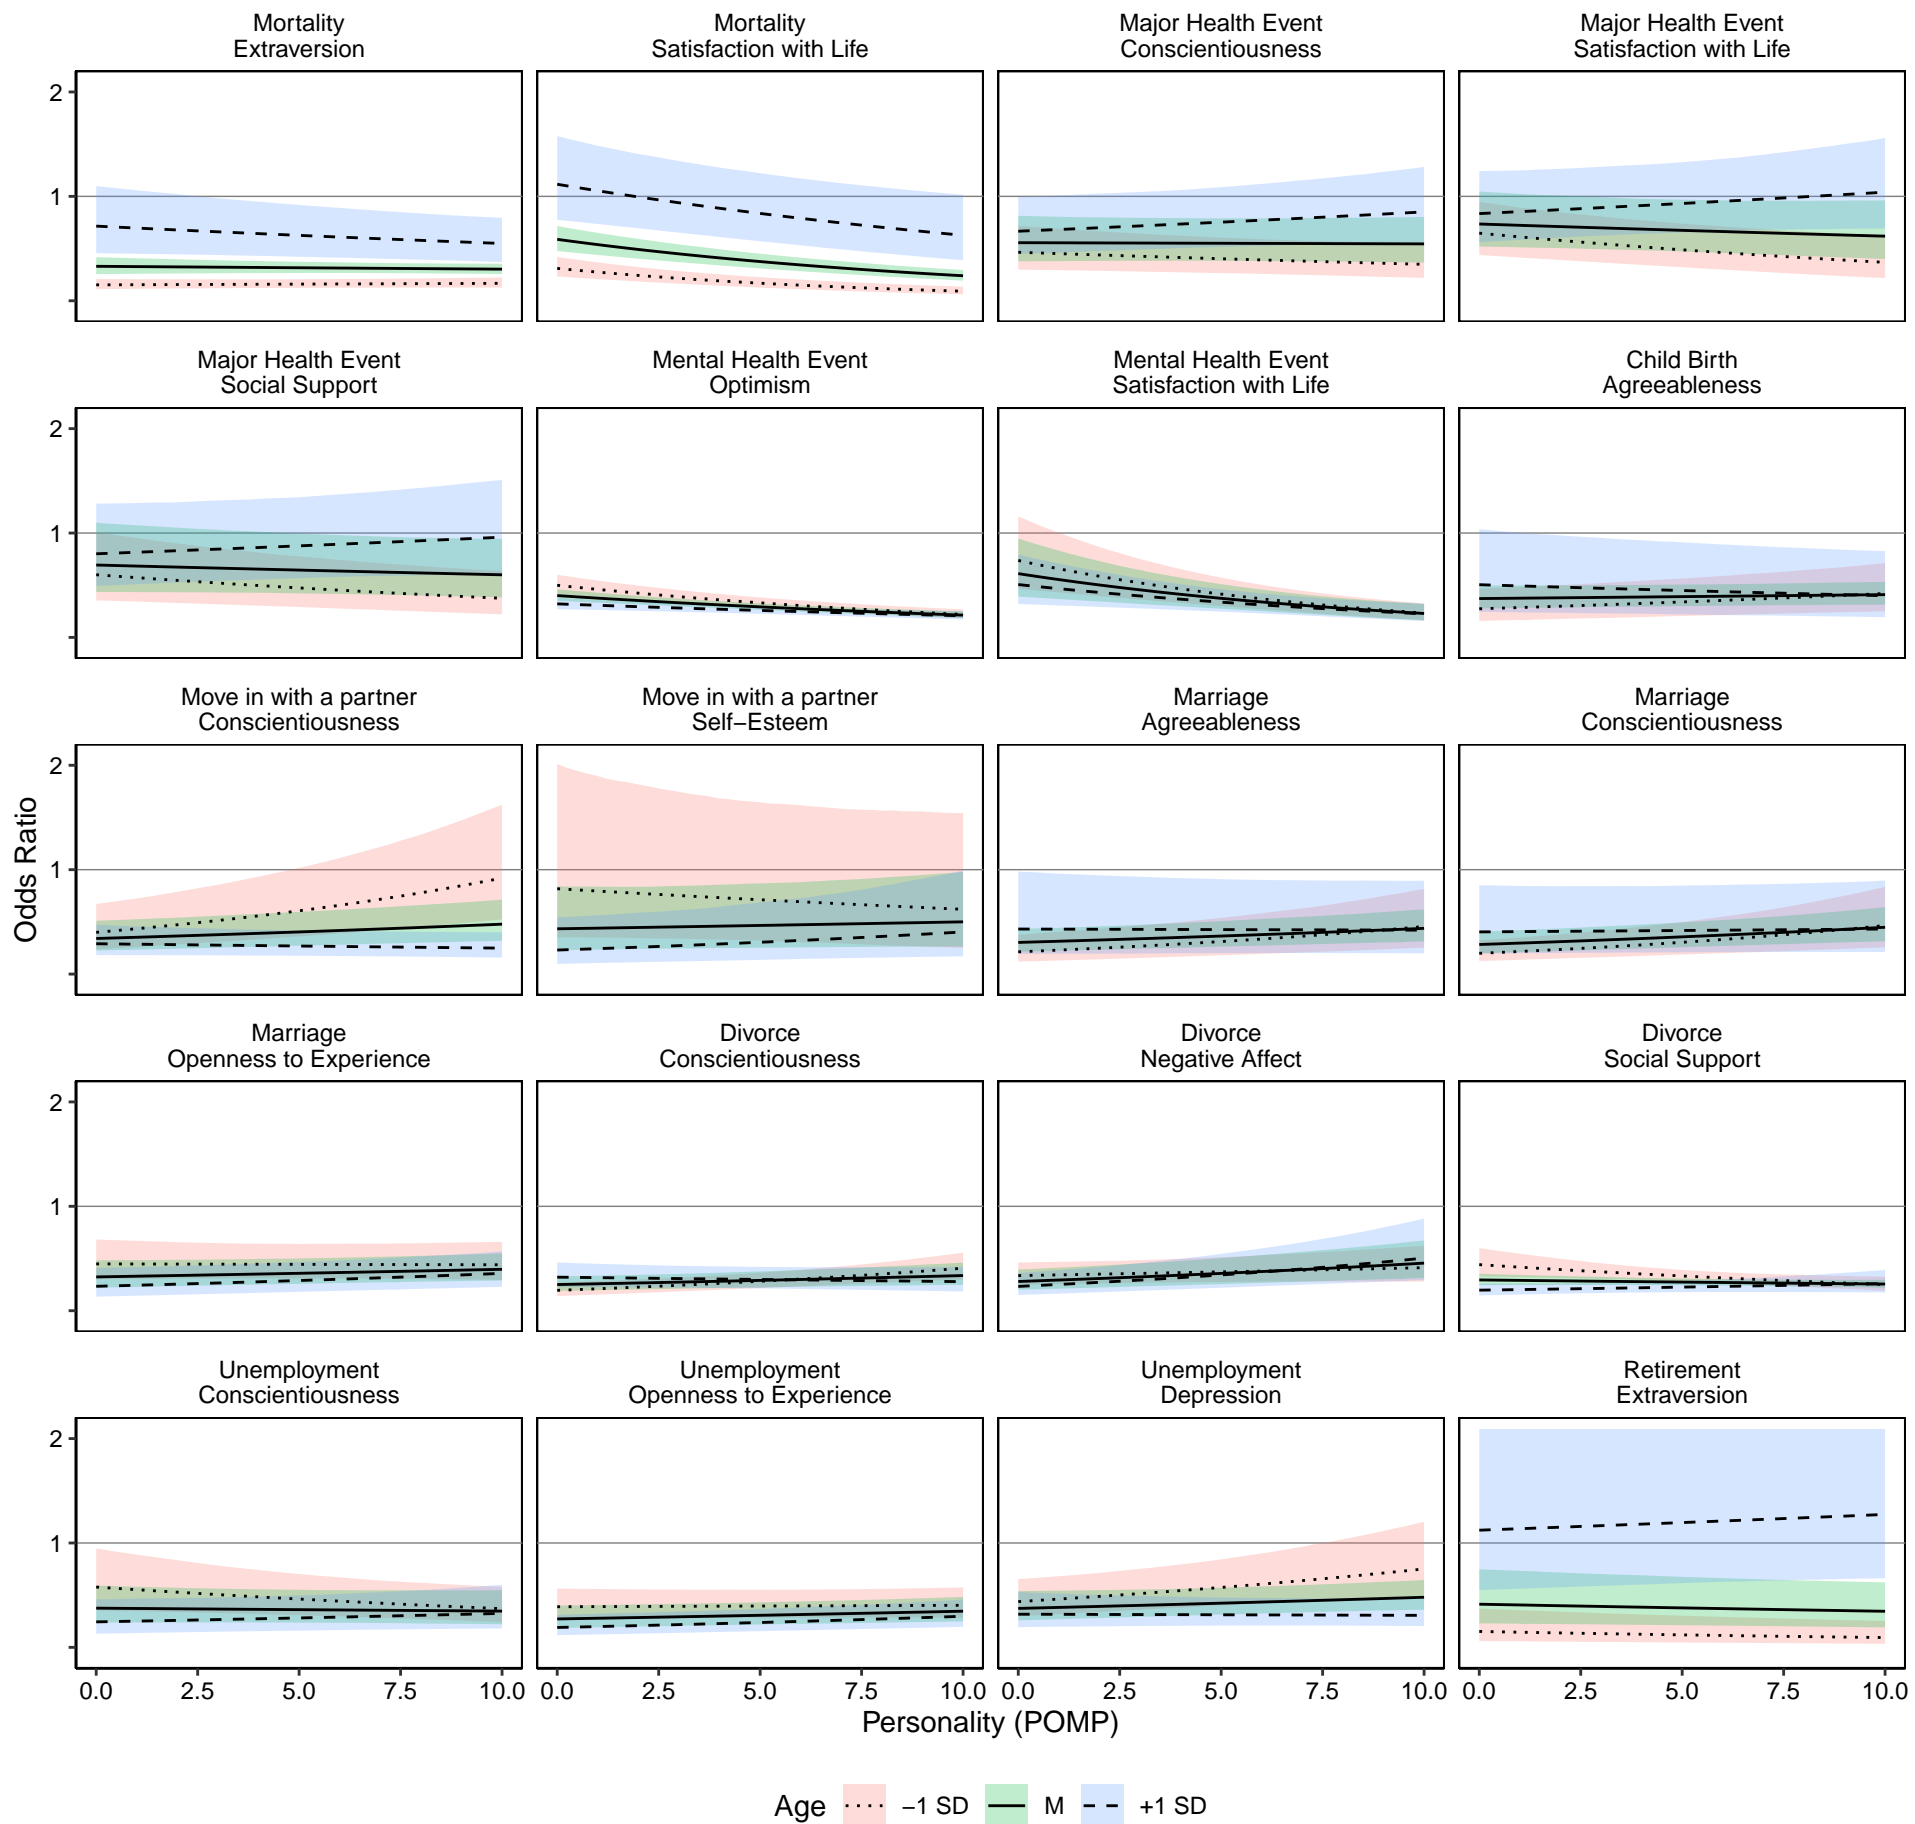 Mortality
Extraversion
Mortality
Satisfaction with Life
Major Health Event
Conscientiousness
Major Health Event
Satisfaction with Life
2
1
Major Health Event
Social Support
Mental Health Event
Optimism
Mental Health Event
Satisfaction with Life
Child Birth
Agreeableness
2
1
Move in with a partner
Conscientiousness
Move in with a partner
Self−Esteem
Marriage
Agreeableness
Marriage
Conscientiousness
2
1
Odds Ratio
Marriage
Openness to Experience
Divorce
Conscientiousness
Divorce
Negative Affect
Divorce
Social Support
2
1
Unemployment
Conscientiousness
Unemployment
Openness to Experience
Unemployment
Depression
Retirement
Extraversion
2
1
0.0 2.5 5.0 7.5 10.0 0.0 2.5 5.0 7.5 10.0 0.0 2.5 5.0 7.5 10.0 0.0 2.5 5.0 7.5 10.0
Personality (POMP)
Age −1 SD M +1 SD